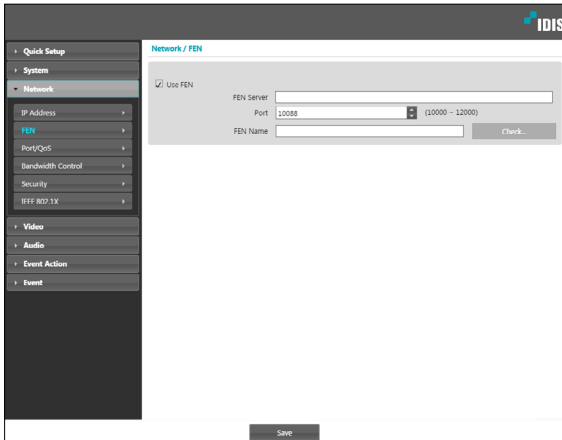 IDIS
Quick Setup
System
Network
IP Address
FEN
Port/QoS
Bandwidth Control
Security
IEEE 802.1X
Video
Audio
Event Action
Event
Network / FEN
Use FEN
FEN Server
Port 10088 (10000 ~ 12000)
FEN Name Check..
Save